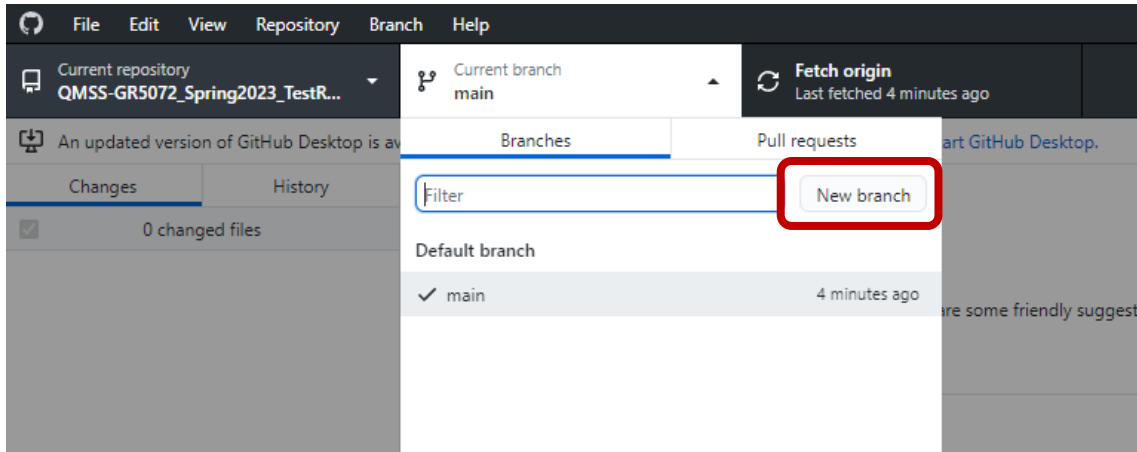 File Edit View Repository Branch Help
Current repository
QMSS-GR5072_Spring2023_TestR...
Current branch
main
Fetch origin
Last fetched 4 minutes ago
An updated version of GitHub Desktop is av
art GitHub Desktop.
Changes History
0 changed files
Branches Pull requests
Filter
New branch
Default branch
main 4 minutes ago
are some friendly suggest